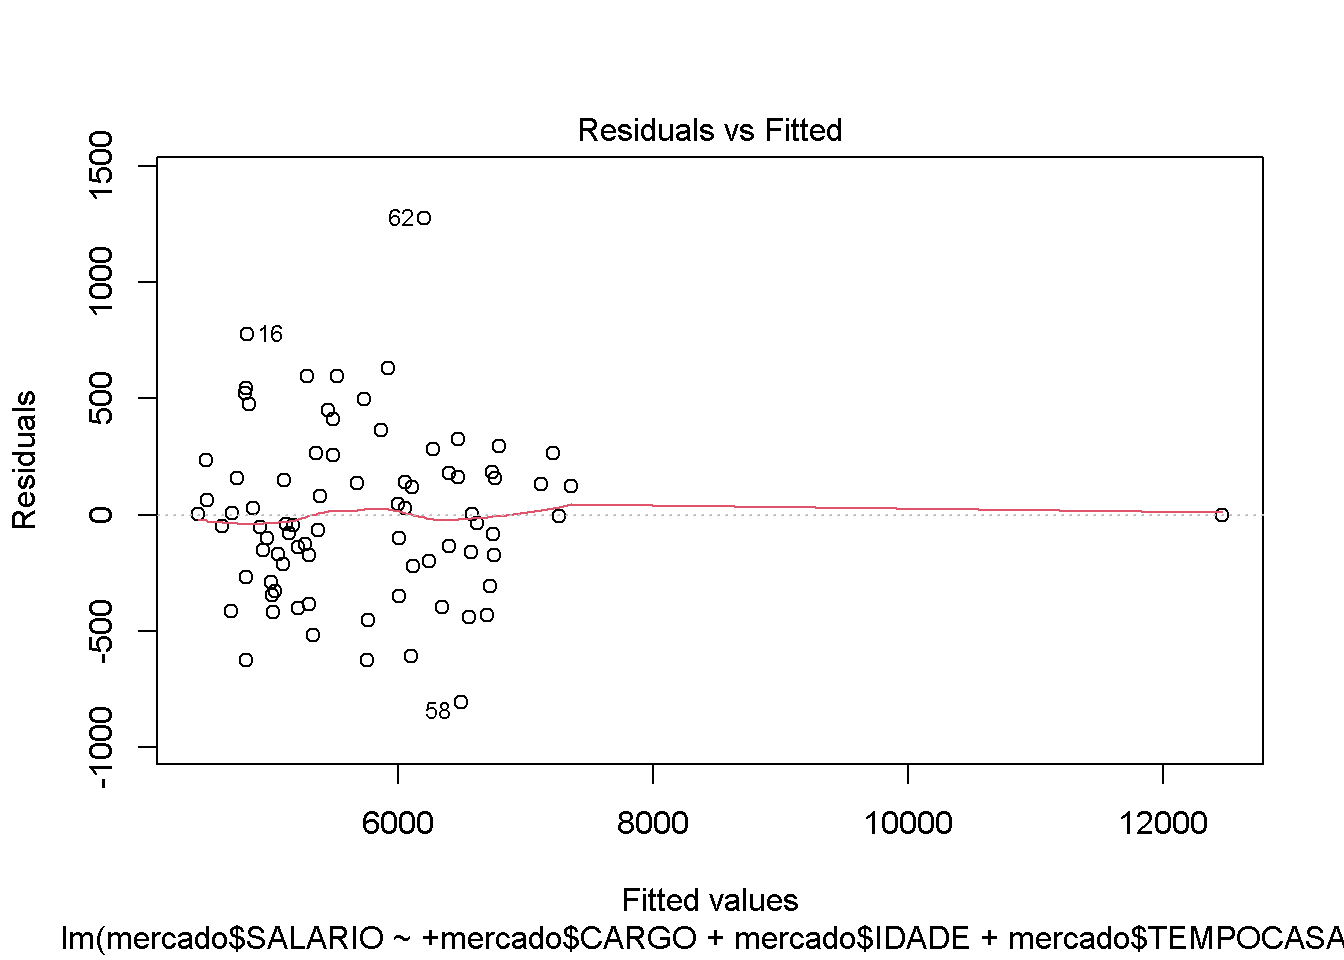 Residuals vs Fitted
1500
1000
500
0
-500
-1000
Residuals
62
16
58
6000 8000 10000 12000
Fitted values
lm(mercado$SALARIO ~ +mercado$CARGO + mercado$IDADE + mercado$TEMPOCASA